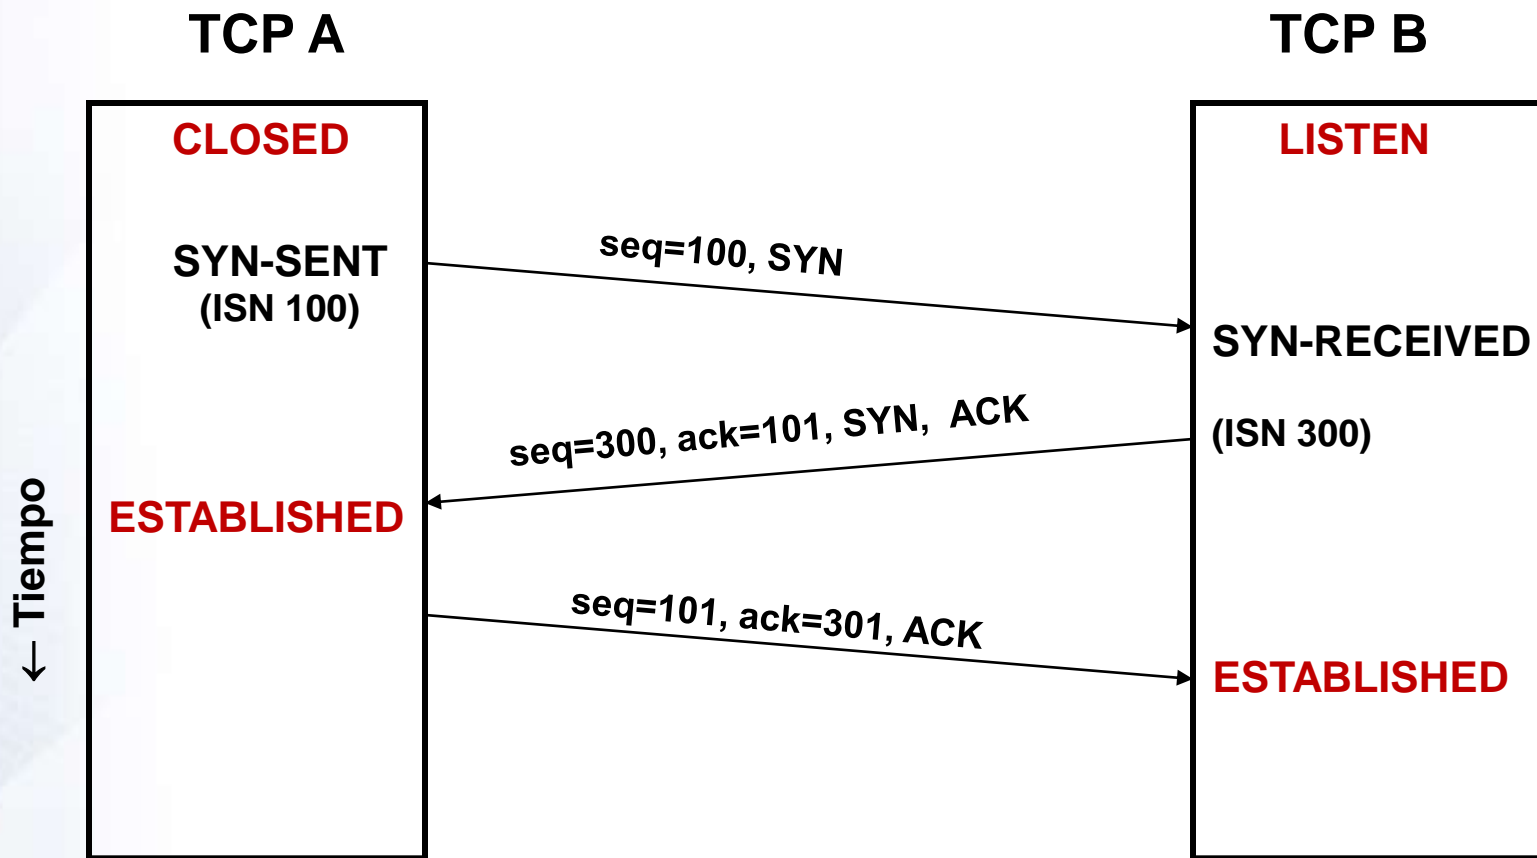 TCP A
TCP B
CLOSED
LISTEN
seq=100, SYN
SYN-SENT
(ISN 100)
SYN-RECEIVED
seq=300, ack=101, SYN, ACK
(ISN 300)
ESTABLISHED
← Tiempo
seq=101, ack=301, ACK
ESTABLISHED